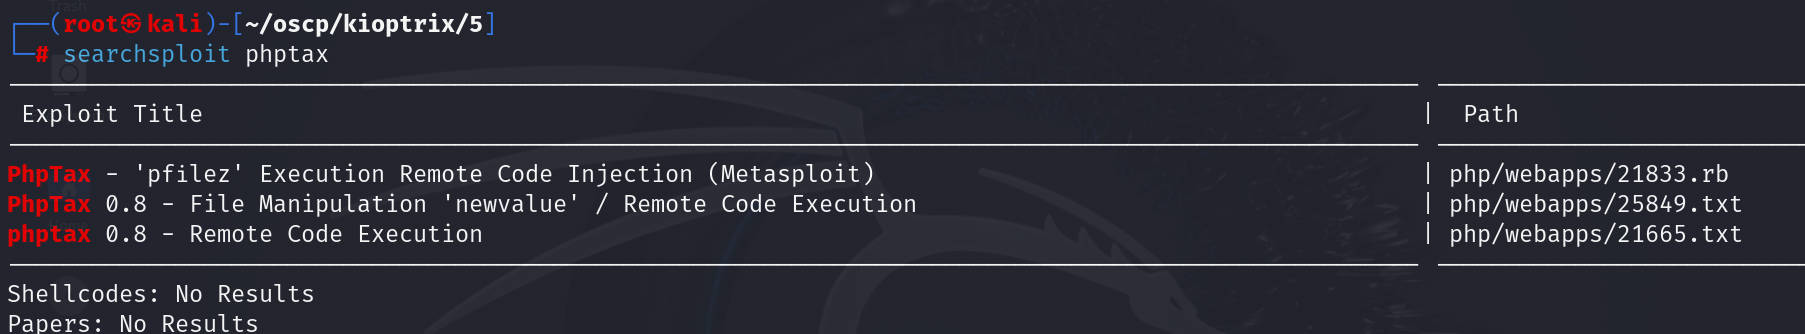 Trash
(root㉿kali)-[~/oscp/kioptrix/5]
# searchsploit phptax
Exploit Title | Path
PhpTax - 'pfilez' Execution Remote Code Injection (Metasploit) | php/webapps/21833.rb
PhpTax 0.8 - File Manipulation 'newvalue' / Remote Code Execution | php/webapps/25849.txt
phptax 0.8 - Remote Code Execution | php/webapps/21665.txt
Shellcodes: No Results
Papers: No Results